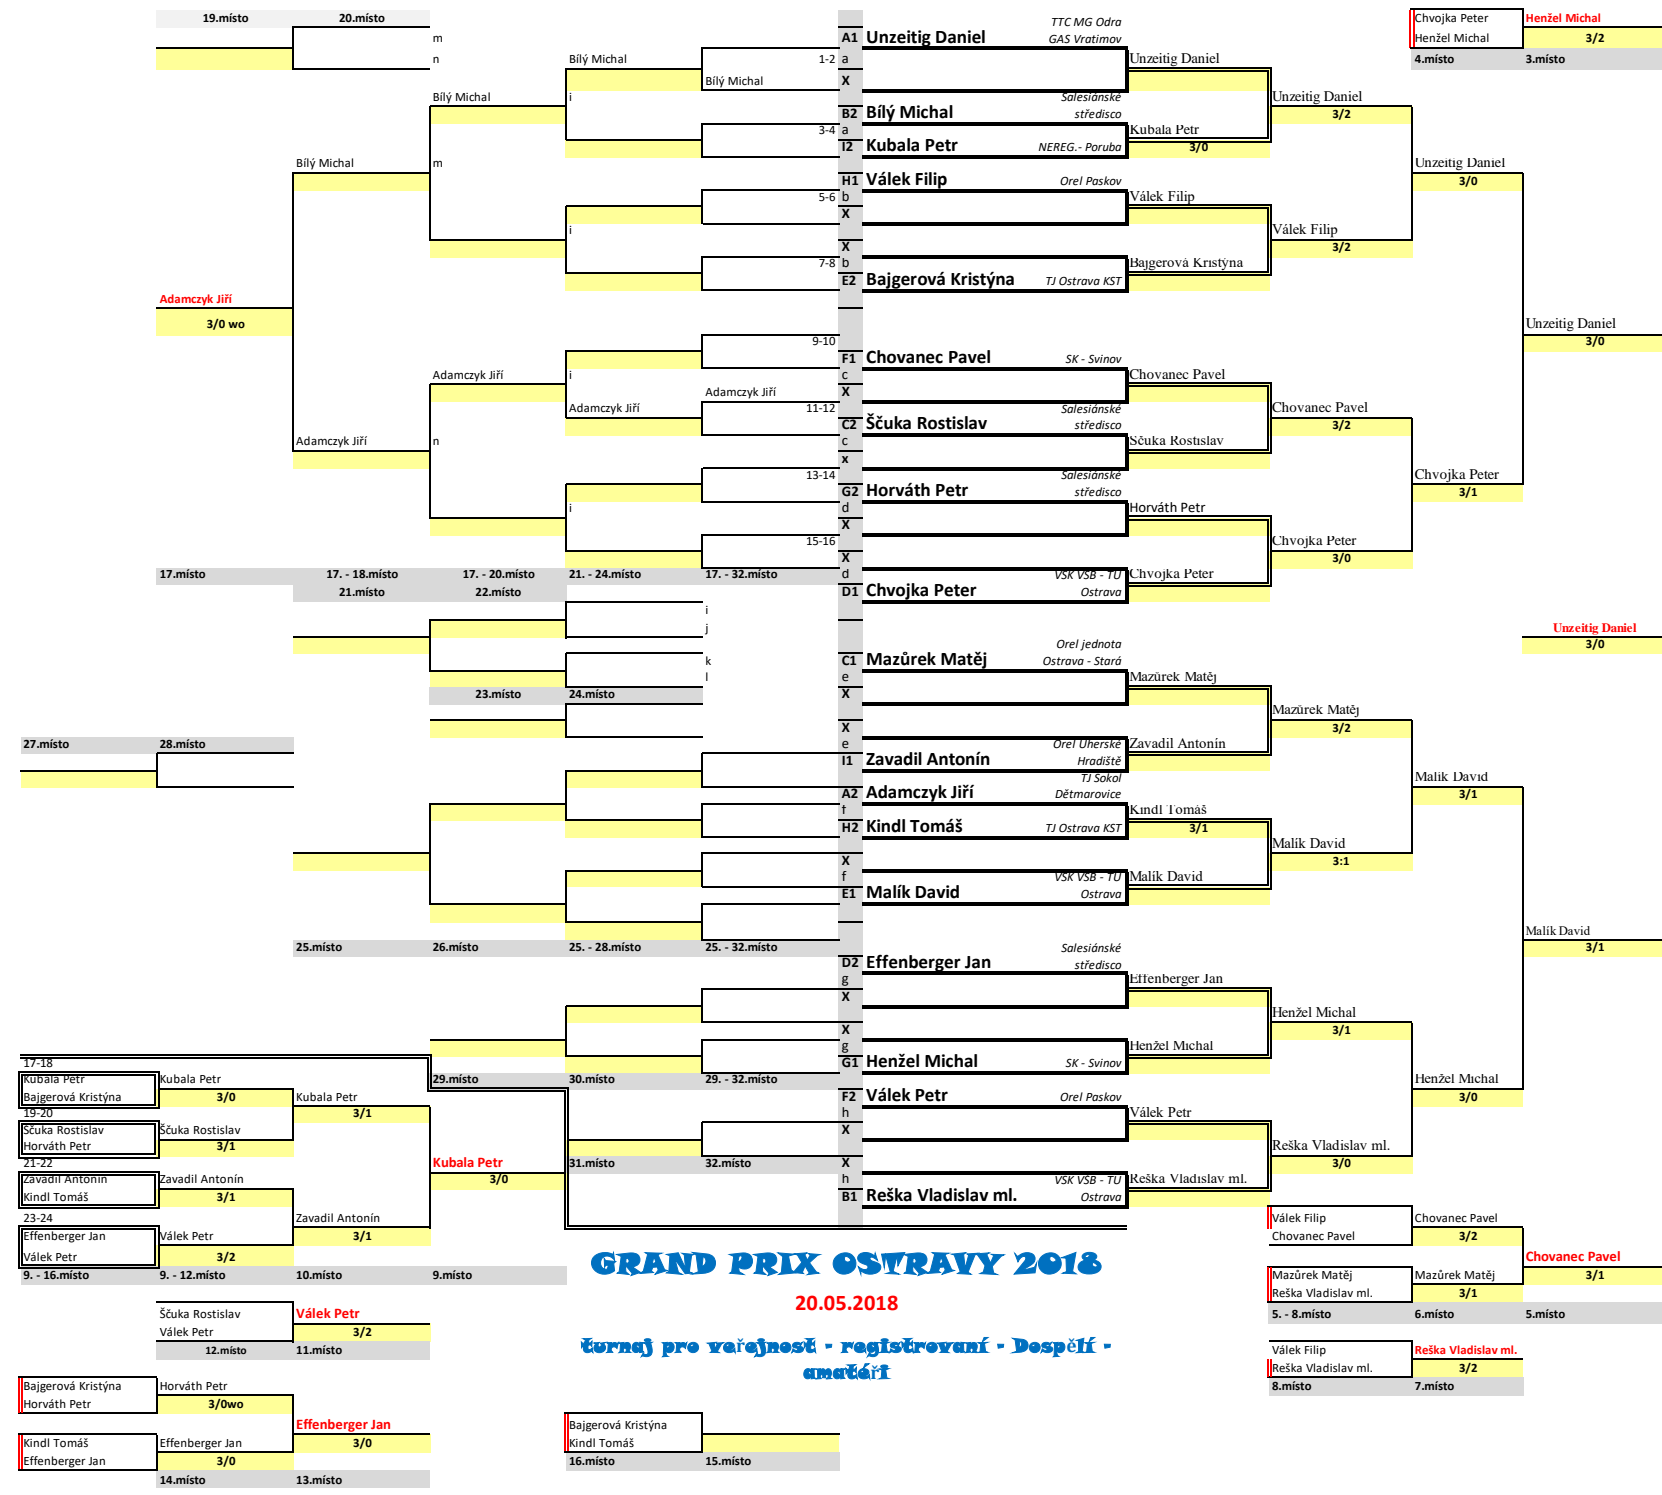 19.místo 20.místo
m
n
Bílý Michal
Bílý Michal
Bílý Michal i
Bílý Michal m
i
Adamczyk Jiří
3/0 wo
Adamczyk Jiří i
Adamczyk Jiří
Adamczyk Jiří
Adamczyk Jiří n
i
1-2
3-4
5-6
7-8
9-10
11-12
13-14
15-16
17.místo 17. - 18.místo 17. - 20.místo 21. - 24.místo 17. - 32.místo
21.místo 22.místo
i
j
k
l
23.místo 24.místo
27.místo 28.místo
25.místo 26.místo 25. - 28.místo 25. - 32.místo
29.místo 30.místo 29. - 32.místo
31.místo 32.místo
A1 Unzeitig Daniel TTC MG Odra GAS Vratimov
a
X
B2 Bílý Michal Salesiánské středisco
a
I2 Kubala Petr NEREG.- Poruba
H1 Válek Filip Orel Paskov
b
X
X
b
E2 Bajgerová Kristýna TJ Ostrava KST
F1 Chovanec Pavel SK - Svinov
c
X
C2 Ščuka Rostislav Salesiánské středisco
c
x
G2 Horváth Petr Salesiánské středisco
d
X
X
d
D1 Chvojka Peter VSK VSB - TU Ostrava
C1 Mazůrek Matěj Orel jednota Ostrava - Stará
e
X
X
e
I1 Zavadil Antonín Orel Uherské Hradiště
A2 Adamczyk Jiří TJ Sokol Dětmarovice
f
H2 Kindl Tomáš TJ Ostrava KST
X
f
E1 Malík David VSK VSB - TU Ostrava
D2 Effenberger Jan Salesiánské středisco
g
X
X
g
G1 Henžel Michal SK - Svinov
F2 Válek Petr Orel Paskov
h
X
X
h
B1 Reška Vladislav ml. VSK VSB - TU Ostrava
Unzeitig Daniel
Kubala Petr
3/0
Válek Filip
Bajgerová Kristýna
Chovanec Pavel
Ščuka Rostislav
Horváth Petr
Chvojka Peter
Mazůrek Matěj
Zavadil Antonín
Kindl Tomáš
3/1
Malík David
Effenberger Jan
Henžel Michal
Válek Petr
Reška Vladislav ml.
Unzeitig Daniel
3/2
Válek Filip
3/2
Chovanec Pavel
3/2
Chvojka Peter
3/0
Mazůrek Matěj
3/2
Malík David
3:1
Henžel Michal
3/1
Reška Vladislav ml.
3/0
Unzeitig Daniel
3/0
Chvojka Peter
3/1
Malík David
3/1
Henžel Michal
3/0
Unzeitig Daniel
3/0
Malík David
3/1
Unzeitig Daniel
3/0
Chvojka Peter Henžel Michal
Henžel Michal 3/2
4.místo 3.místo
17-18
Kubala Petr Kubala Petr
Bajgerová Kristýna 3/0
Kubala Petr
3/1
19-20
Ščuka Rostislav Ščuka Rostislav
Horváth Petr 3/1
Kubala Petr
3/0
21-22
Zavadil Antonín Zavadil Antonín
Kindl Tomáš 3/1
Zavadil Antonín
3/1
23-24
Effenberger Jan Válek Petr
Válek Petr 3/2
9. - 16.místo 9. - 12.místo 10.místo 9.místo
Ščuka Rostislav Válek Petr
Válek Petr 3/2
12.místo 11.místo
Bajgerová Kristýna Horváth Petr
Horváth Petr 3/0wo
Effenberger Jan
3/0
Kindl Tomáš Effenberger Jan
Effenberger Jan 3/0
14.místo 13.místo
GRAND PRIX OSTRAVY 2018
20.05.2018
turnaj pro veřejnost - registrovaní - Dospělí -
amatéři
Bajgerová Kristýna
Kindl Tomáš
16.místo 15.místo
Válek Filip Chovanec Pavel
Chovanec Pavel 3/2
Chovanec Pavel
3/1
Mazůrek Matěj Mazůrek Matěj
Reška Vladislav ml. 3/1
5. - 8.místo 6.místo 5.místo
Válek Filip Reška Vladislav ml.
Reška Vladislav ml. 3/2
8.místo 7.místo